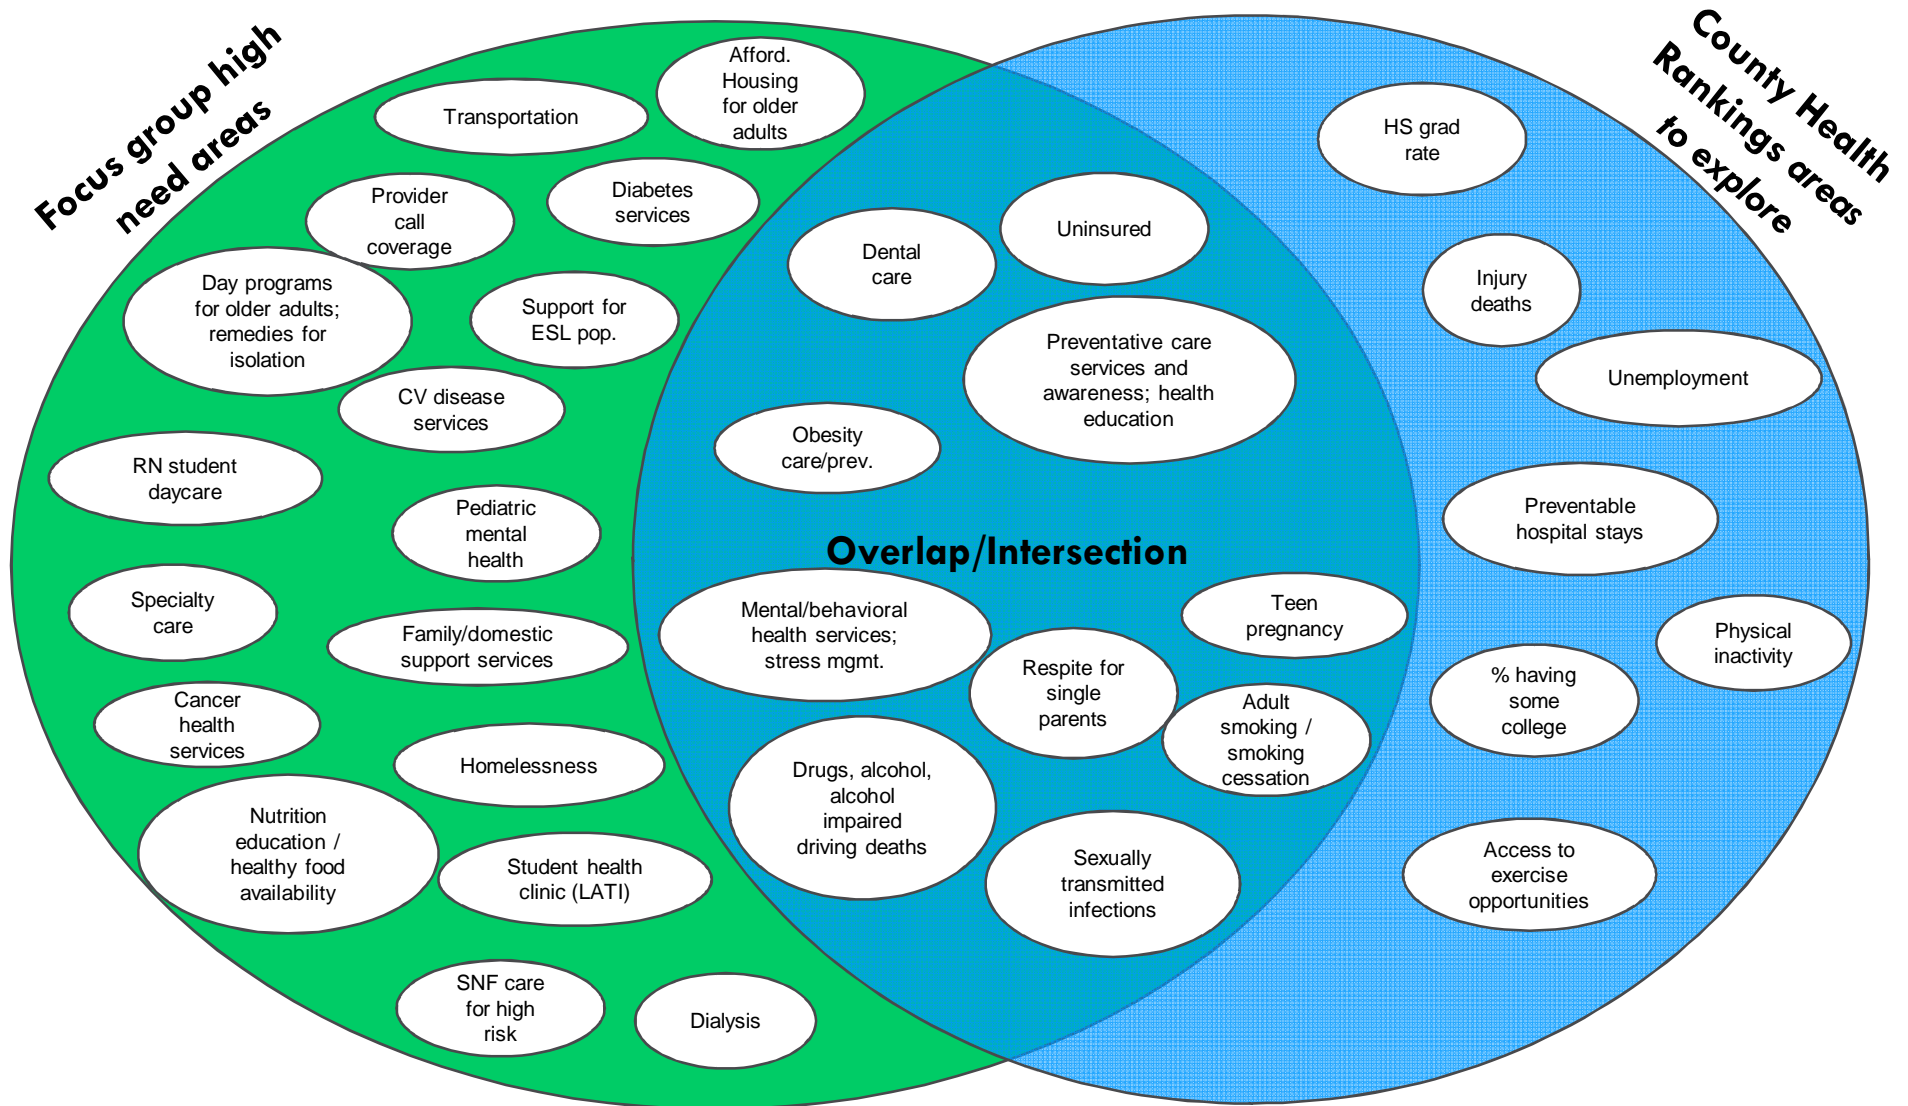 Focus group high
need areas
County Health
Rankings areas
to explore
Afford.
Housing
for older
adults
Transportation
Provider
call
coverage
Diabetes
services
Day programs
for older adults;
remedies for
isolation
Support for
ESL pop.
CV disease
services
RN student
daycare
Pediatric
mental
health
Specialty
care
Family/domestic
support services
Cancer
health
services
Homelessness
Nutrition
education /
healthy food
availability
Student health
clinic (LATI)
SNF care
for high
risk
Dialysis
Uninsured
Dental
care
Preventative care
services and
awareness; health
education
Obesity
care/prev.
Overlap/Intersection
Mental/behavioral
health services;
stress mgmt.
Teen
pregnancy
Respite for
single
parents
Adult
smoking /
smoking
cessation
Drugs, alcohol,
alcohol
impaired
driving deaths
Sexually
transmitted
infections
HS grad
rate
Injury
deaths
Unemployment
Preventable
hospital stays
Physical
inactivity
% having
some
college
Access to
exercise
opportunities